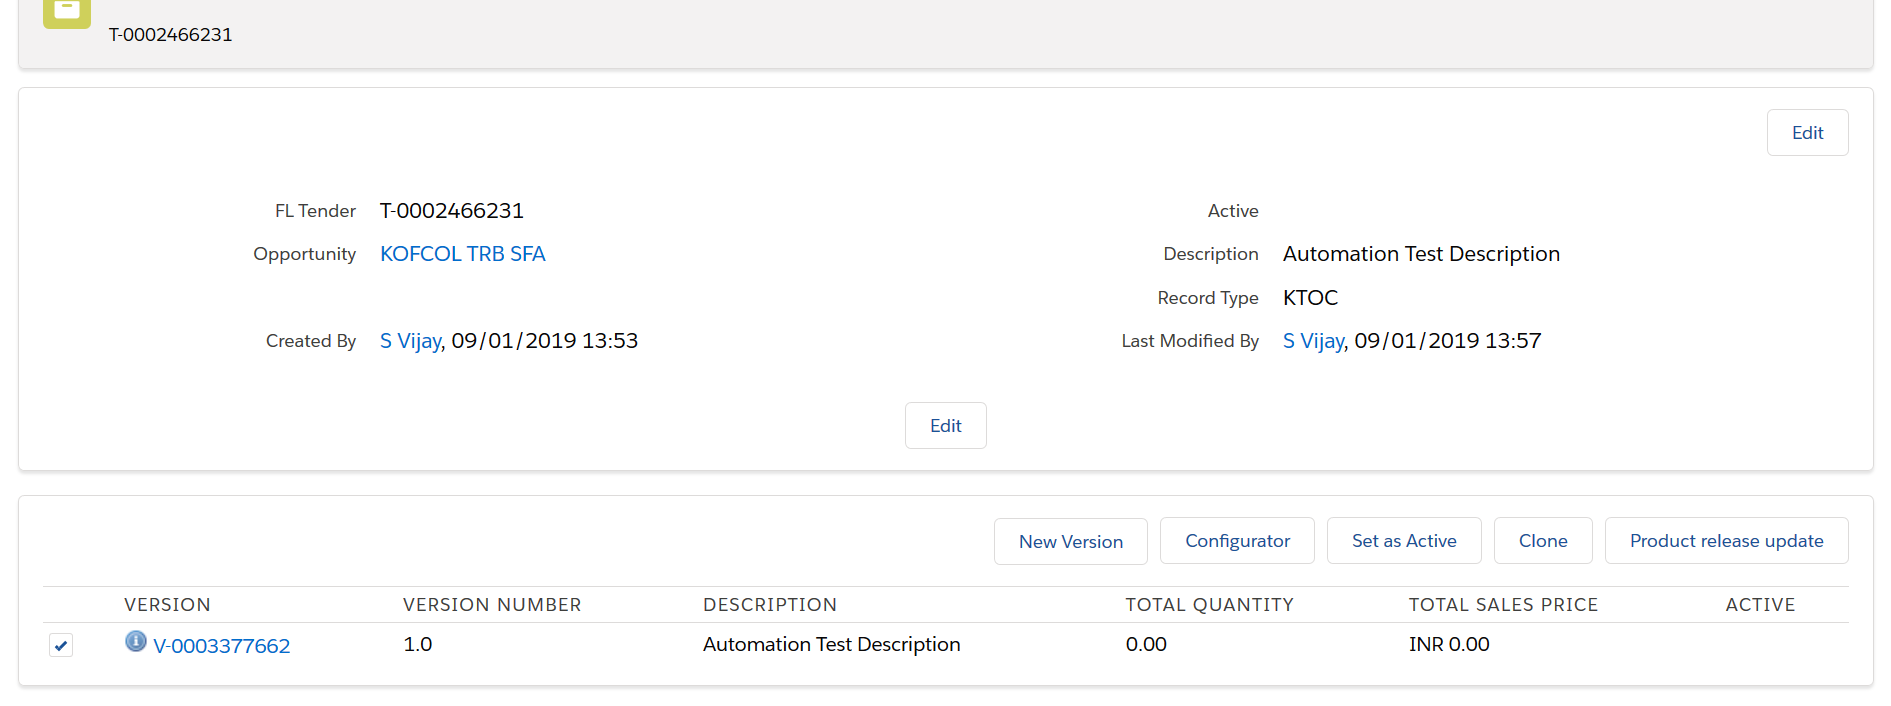 T-0002466231
Edit
FL Tender T-0002466231 Active
Opportunity KOFCOL TRB SFA Description Automation Test Description
Record Type KTOC
Created By S Vijay, 09/01/2019 13:53 Last Modified By S Vijay, 09/01/2019 13:57
Edit
New Version Configurator Set as Active Clone Product release update
VERSION VERSION NUMBER DESCRIPTION TOTAL QUANTITY TOTAL SALES PRICE ACTIVE
V-0003377662 1.0 Automation Test Description 0.00 INR 0.00